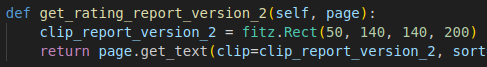 def get_rating_report_version_2(self, page):
clip_report_version_2 = fitz.Rect(50, 140, 140, 200)
return page.get_text(clip=clip_report_version_2, sort